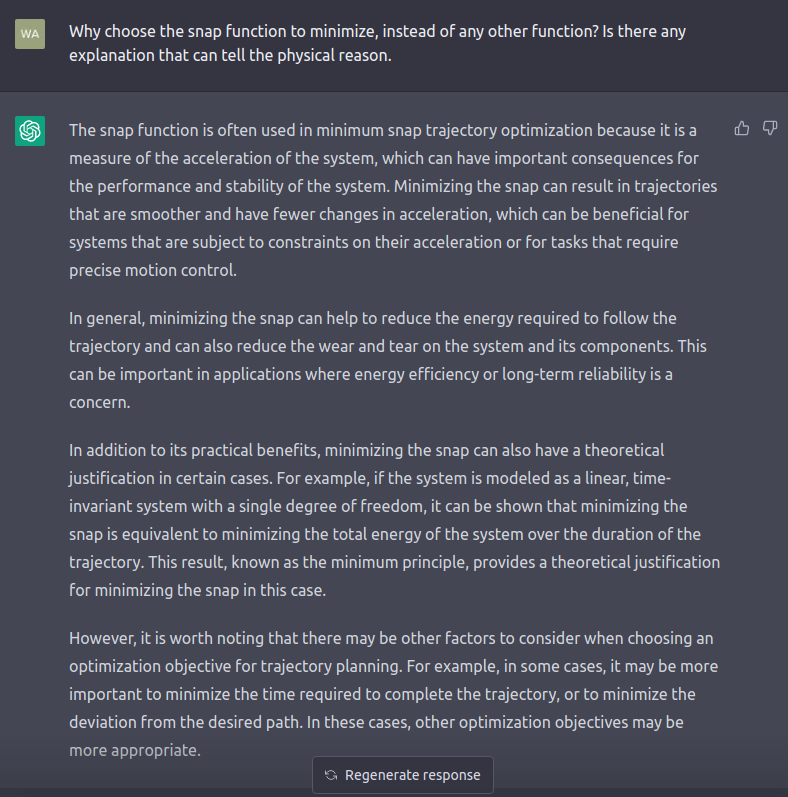 WA
Why choose the snap function to minimize, instead of any other function? Is there any
explanation that can tell the physical reason.
The snap function is often used in minimum snap trajectory optimization because it is a
measure of the acceleration of the system, which can have important consequences for
the performance and stability of the system. Minimizing the snap can result in trajectories
that are smoother and have fewer changes in acceleration, which can be beneficial for
systems that are subject to constraints on their acceleration or for tasks that require
precise motion control.
In general, minimizing the snap can help to reduce the energy required to follow the
trajectory and can also reduce the wear and tear on the system and its components. This
can be important in applications where energy efficiency or long-term reliability is a
concern.
In addition to its practical benefits, minimizing the snap can also have a theoretical
justification in certain cases. For example, if the system is modeled as a linear, time-
invariant system with a single degree of freedom, it can be shown that minimizing the
snap is equivalent to minimizing the total energy of the system over the duration of the
trajectory. This result, known as the minimum principle, provides a theoretical justification
for minimizing the snap in this case.
However, it is worth noting that there may be other factors to consider when choosing an
optimization objective for trajectory planning. For example, in some cases, it may be more
important to minimize the time required to complete the trajectory, or to minimize the
deviation from the desired path. In these cases, other optimization objectives may be
more appropriate.
Regenerate response